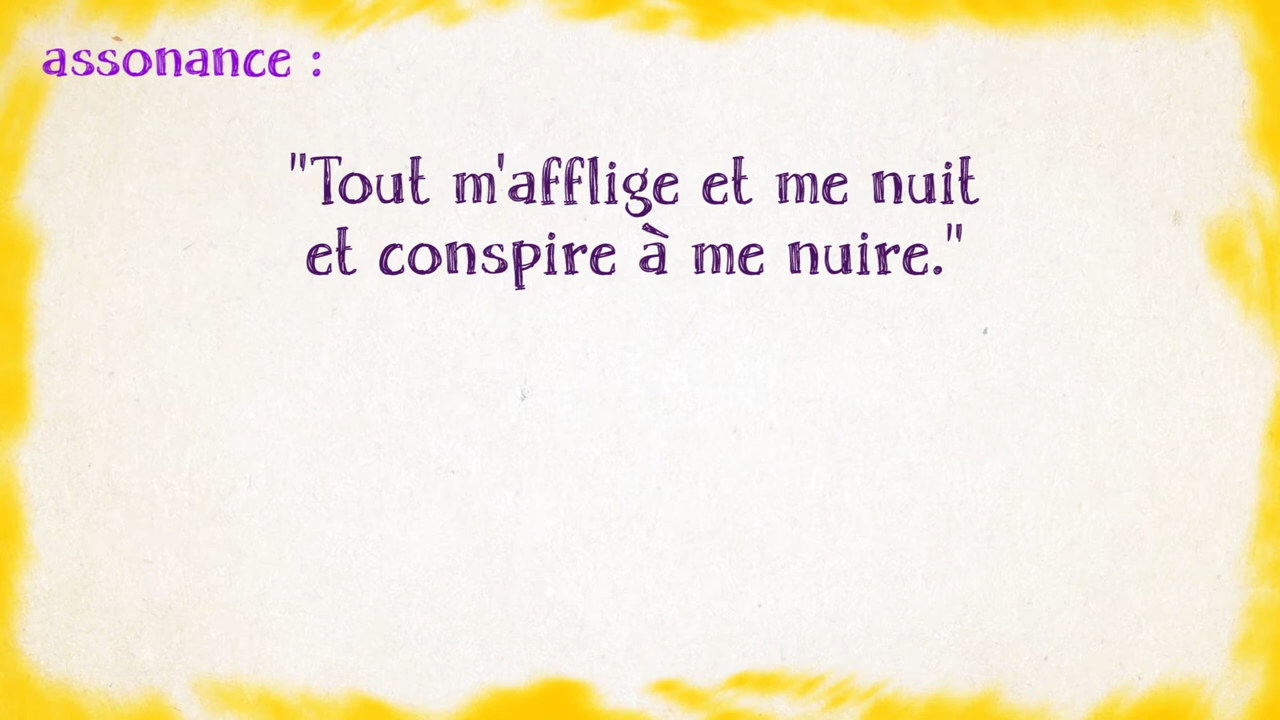 assonance :
"Tout m'afflige et me nuit
et conspire à me nuire."